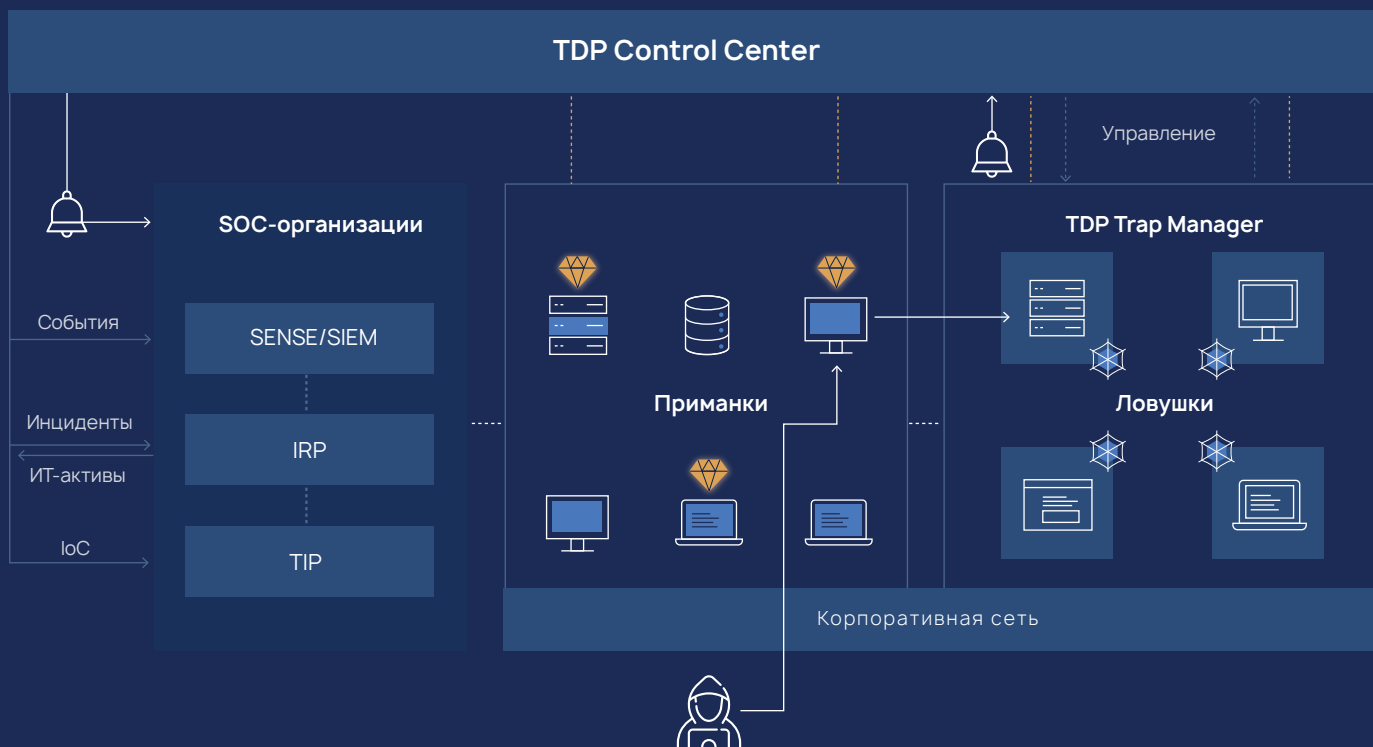 TDP Control Center
Управление
SOC-организации
TDP Trap Manager
События
SENSE/SIEM
Приманки
Ловушки
Инциденты
IRP
ИТ-активы
IoC
TIP
Корпоративная сеть